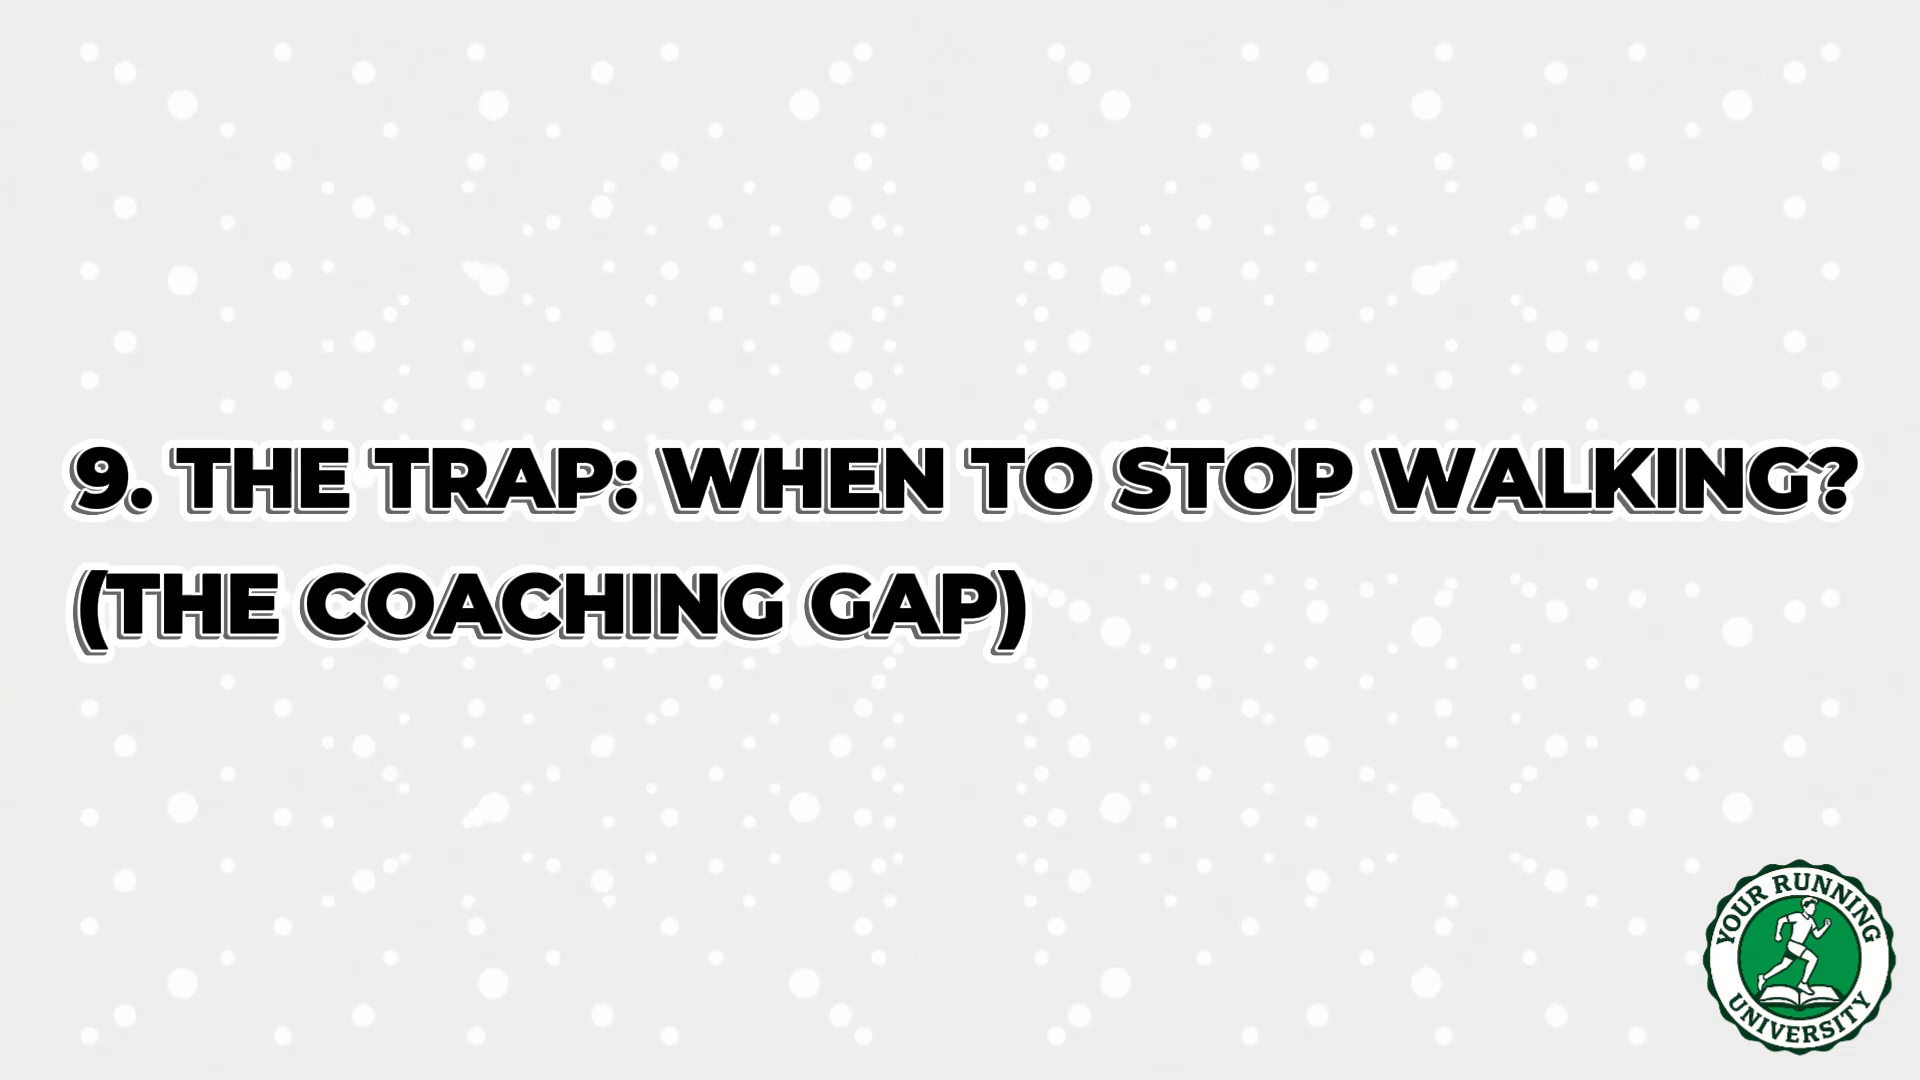 9. THE TRAP: WHEN TO STOP WALKING?
(THE COACHING GAP)
YOUR RUNNING
UNIVERSITY